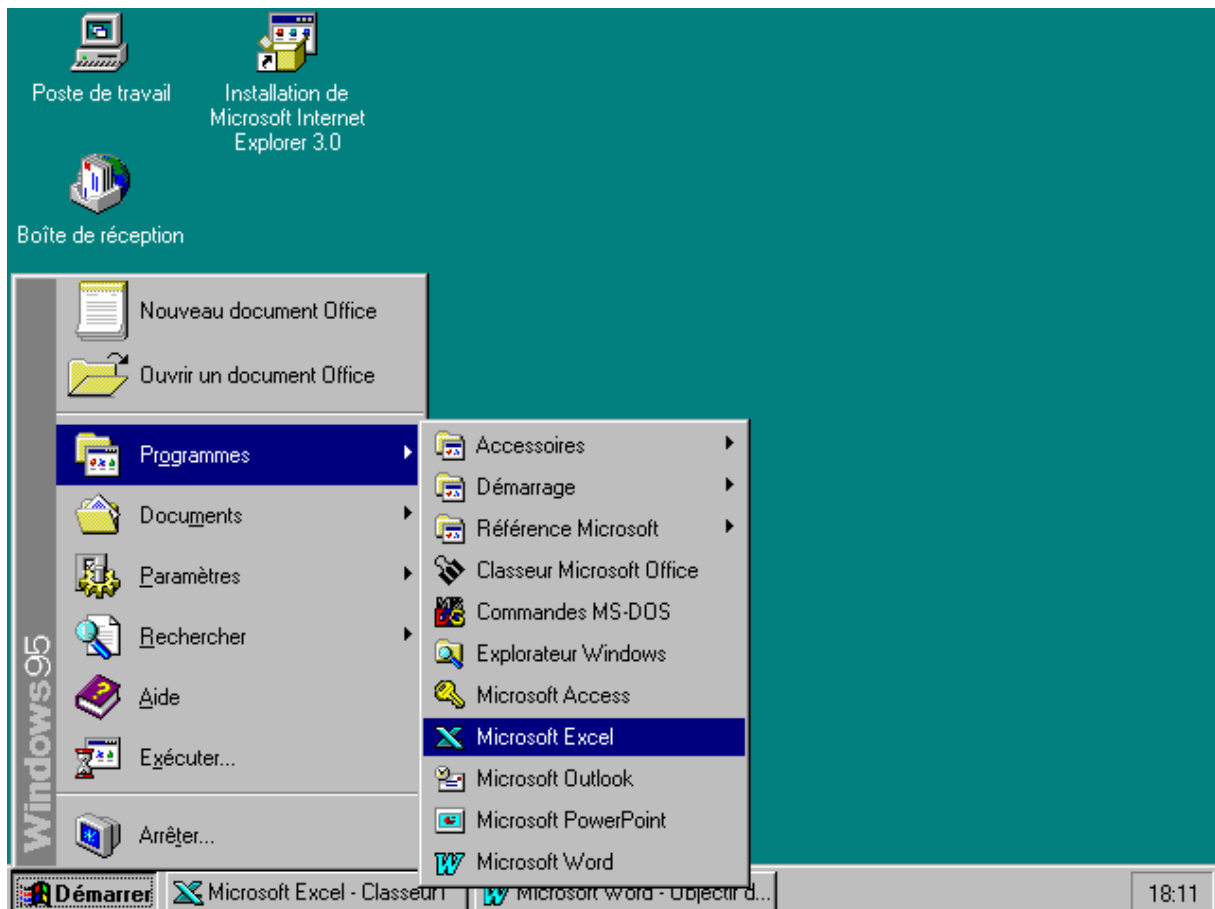 Poste de travail
Installation de
Microsoft Internet
Explorer 3.0
Boîte de réception
Nouveau document Office
Ouvrir un document Office
Programmes
Documents
Paramètres
Rechercher
Aide
Exécuter...
Arrêter...
Windows95
Accessoires
Démarrage
Référence Microsoft
Classeur Microsoft Office
Commandes MS-DOS
Explorateur Windows
Microsoft Access
Microsoft Excel
Microsoft Outlook
Microsoft PowerPoint
Microsoft Word
Démarrer
Microsoft Excel - Classeur1
Microsoft Word - Objectif d...
18:11